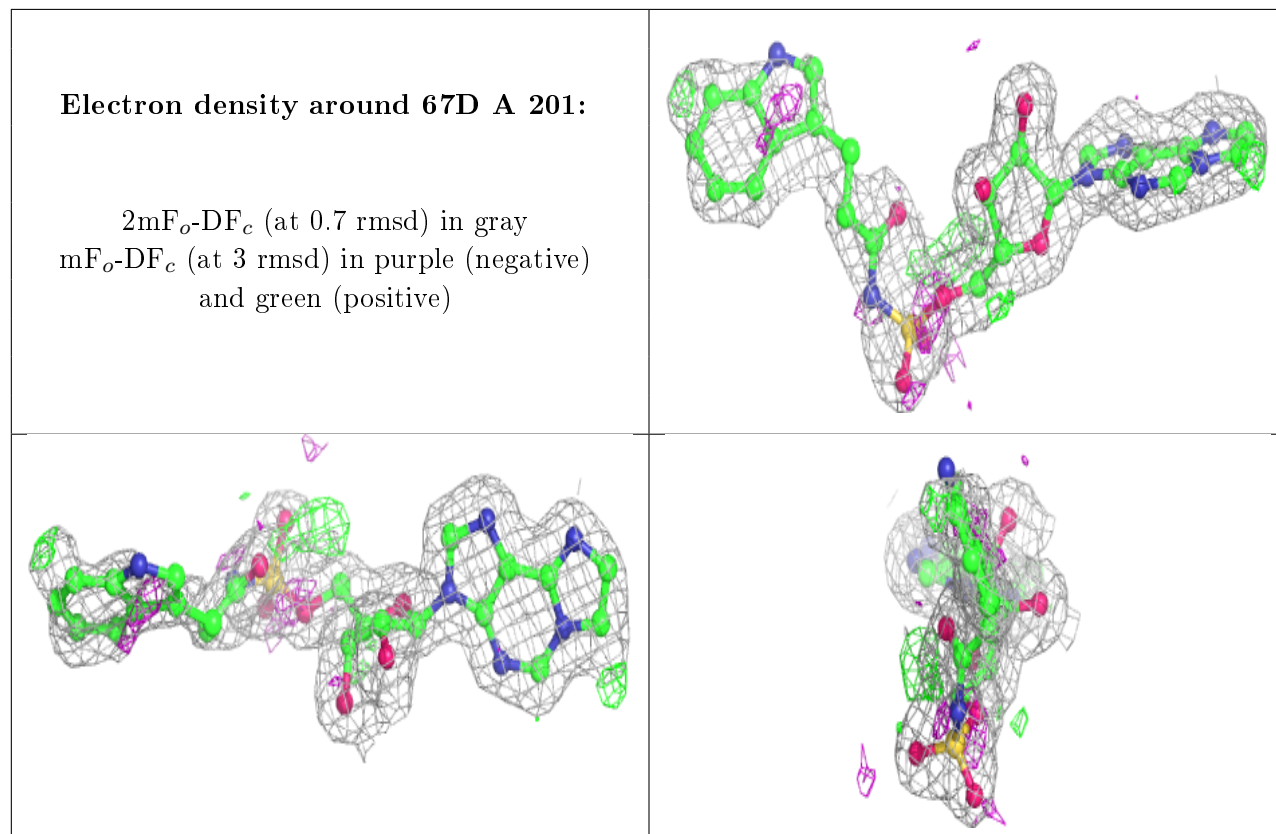 Electron density around 67D A 201:
2mFo-DFc (at 0.7 rmsd) in gray
mFo-DFc (at 3 rmsd) in purple (negative)
and green (positive)